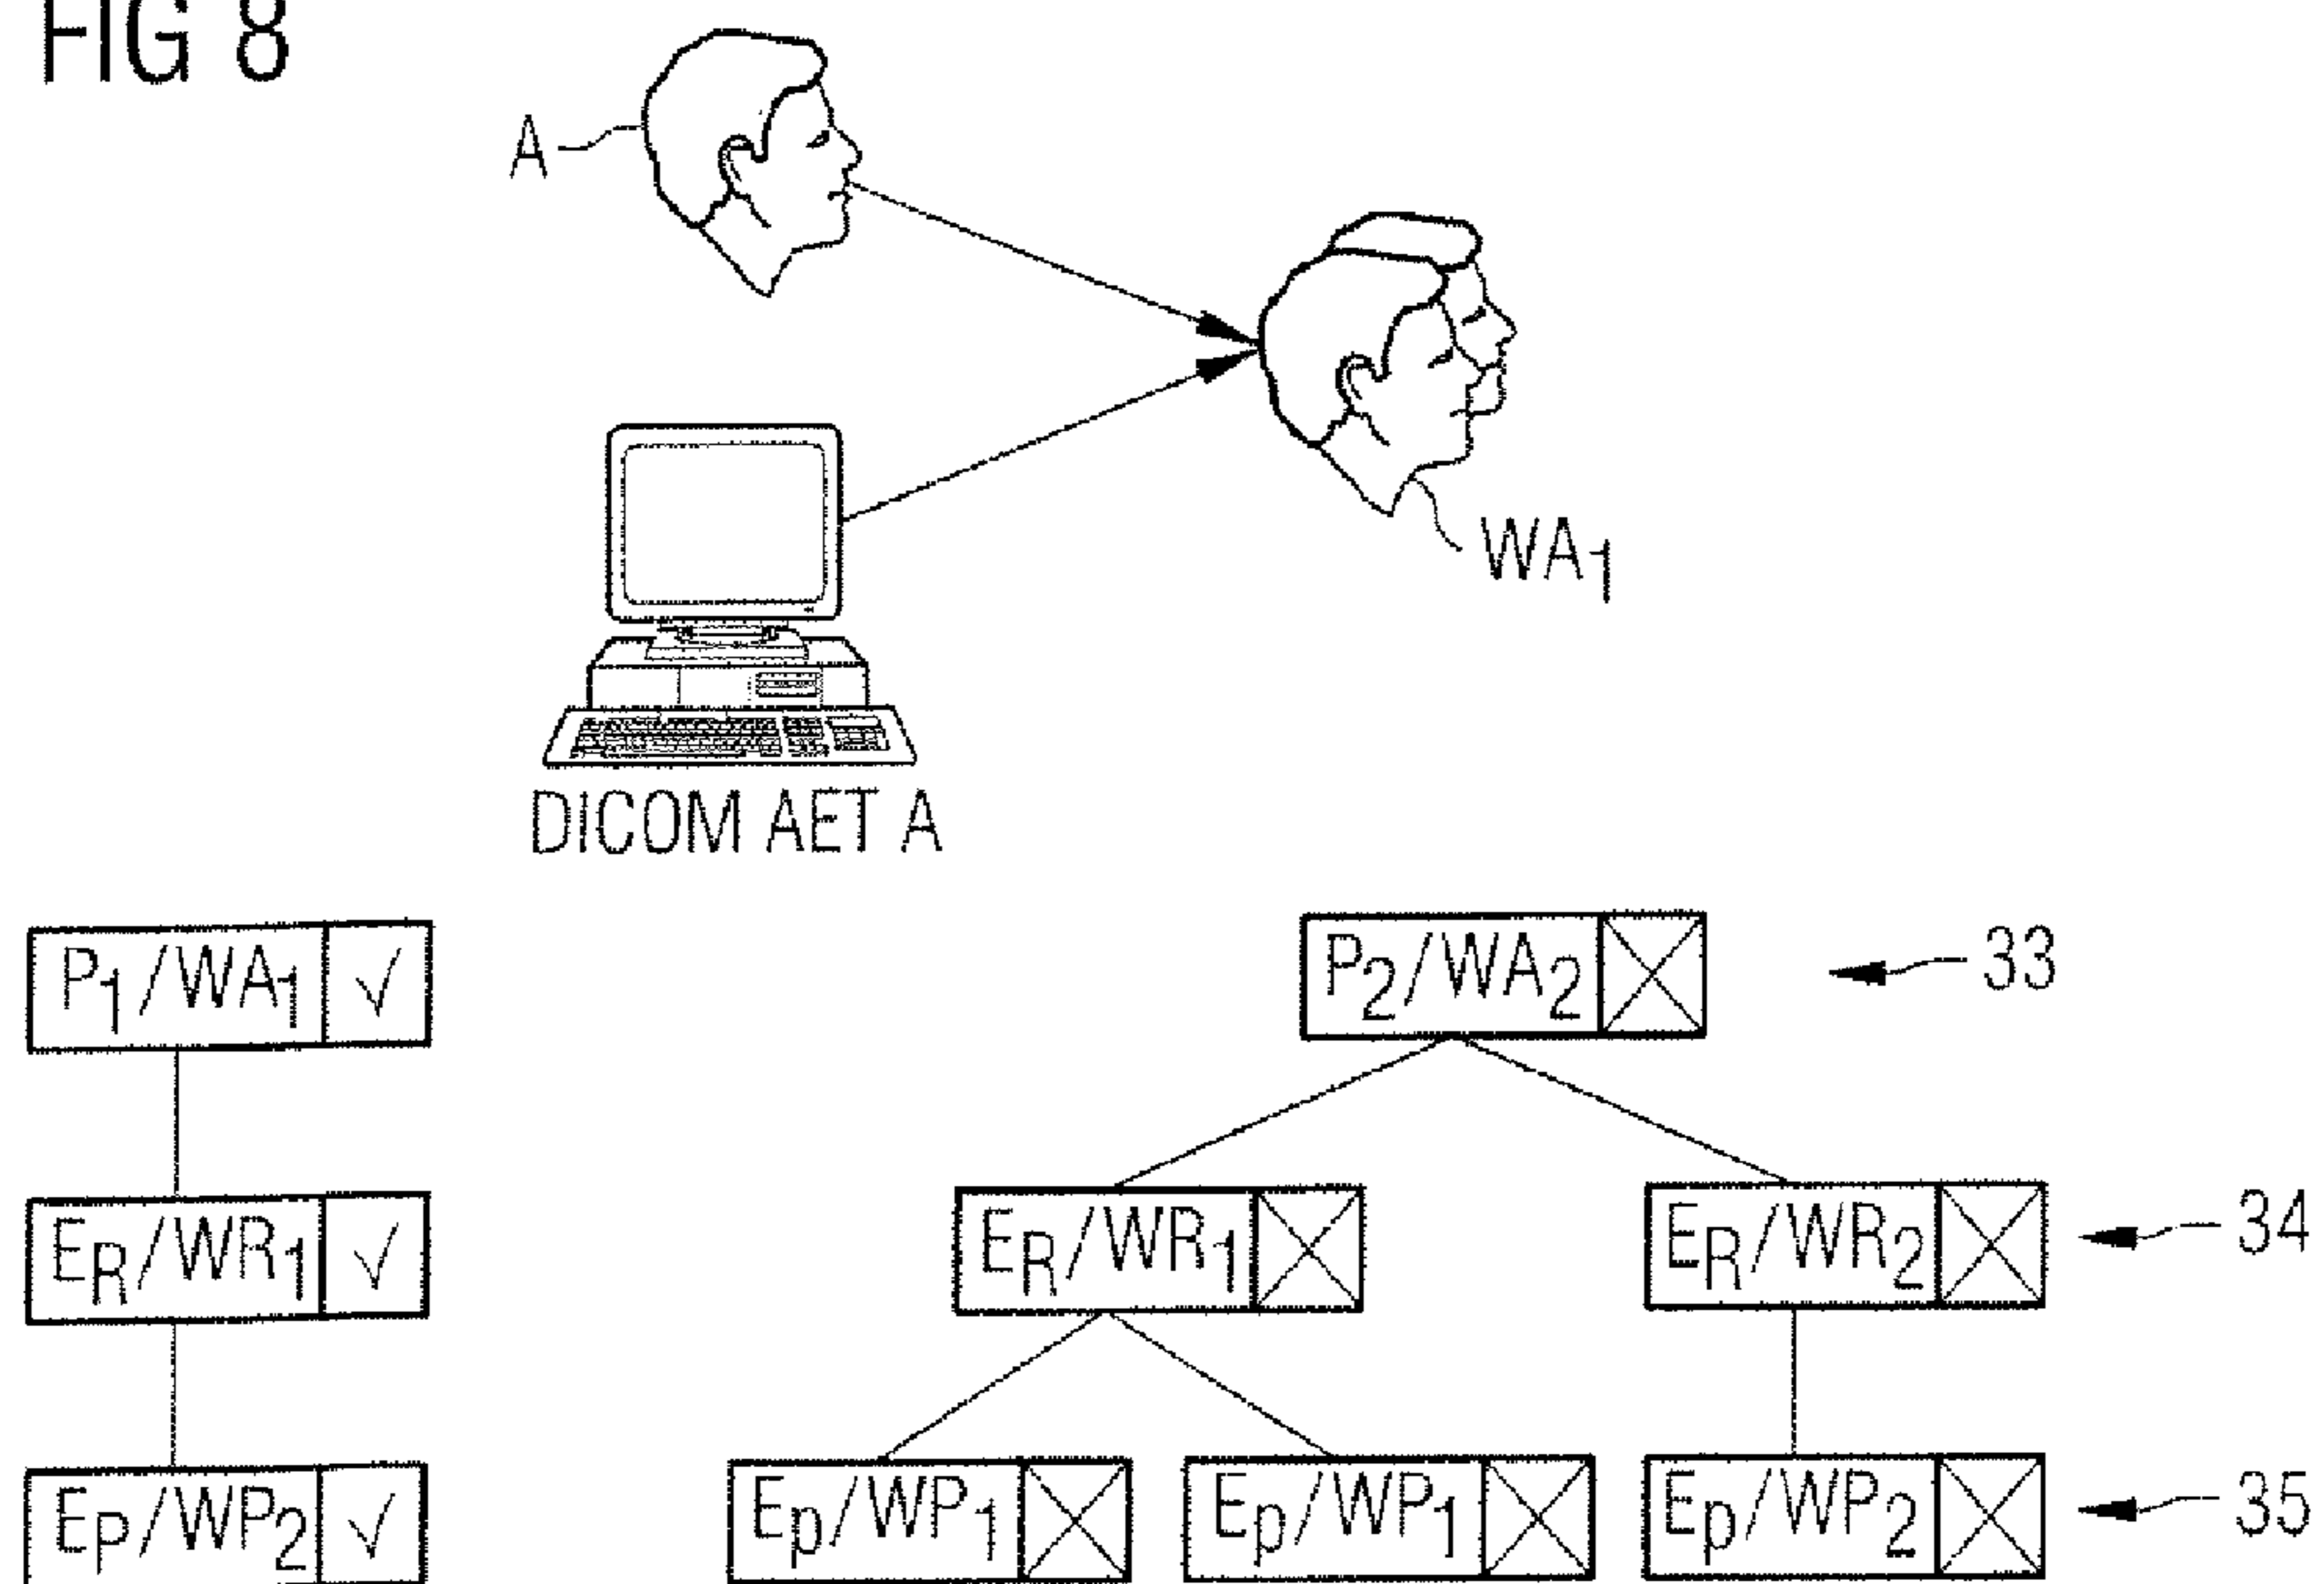 FIG 8
A
WA1
DICOM AET A
P1/WA1 ✓
P2/WA2
33
ER/WR1 ✓
ER/WR1
ER/WR2
34
EP/WP2 ✓
Ep/WP1
Ep/WP1
Ep/WP2
35